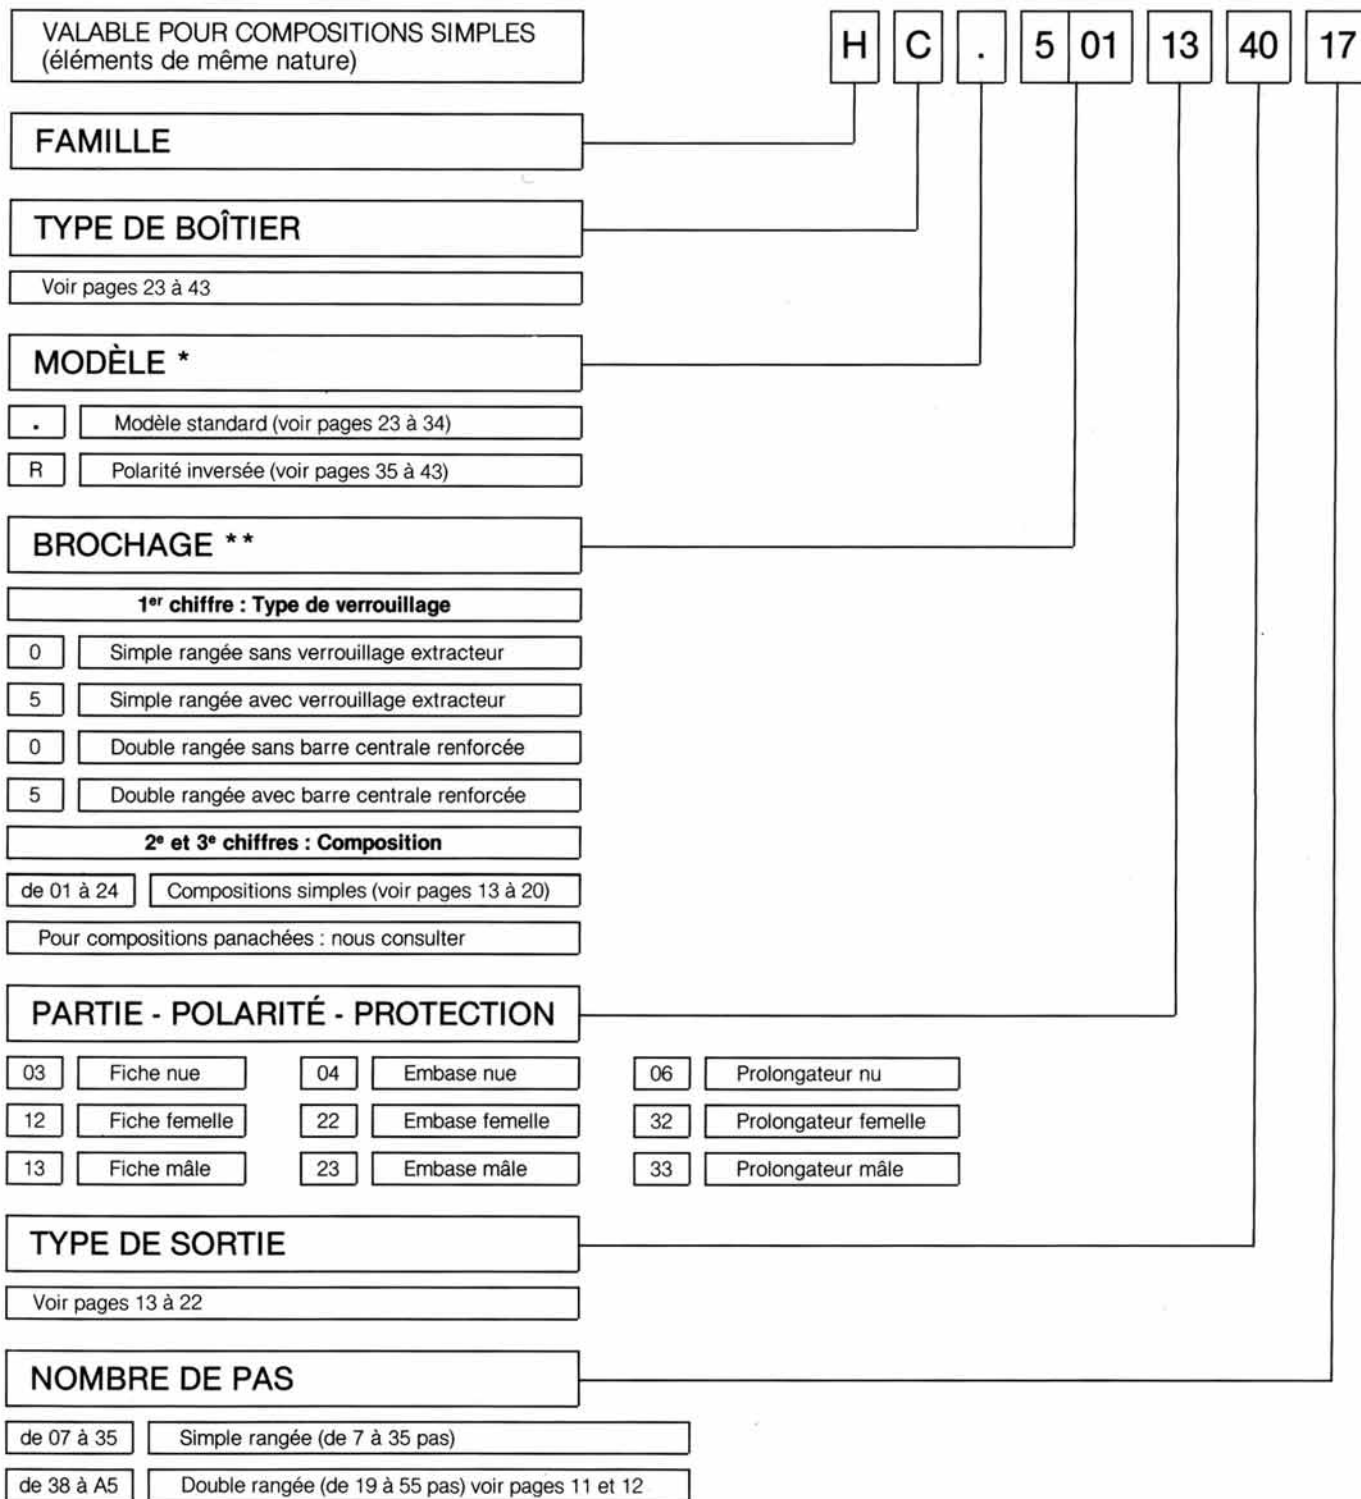 VALABLE POUR COMPOSITIONS SIMPLES
(éléments de même nature)
H C . 5 01 13 40 17
FAMILLE
TYPE DE BOÎTIER
Voir pages 23 à 43
MODÈLE *
. Modèle standard (voir pages 23 à 34)
R Polarité inversée (voir pages 35 à 43)
BROCHAGE **
1er chiffre : Type de verrouillage
0 Simple rangée sans verrouillage extracteur
5 Simple rangée avec verrouillage extracteur
0 Double rangée sans barre centrale renforcée
5 Double rangée avec barre centrale renforcée
2e et 3e chiffres : Composition
de 01 à 24 Compositions simples (voir pages 13 à 20)
Pour compositions panachées : nous consulter
PARTIE - POLARITÉ - PROTECTION
03 Fiche nue 04 Embase nue 06 Prolongateur nu
12 Fiche femelle 22 Embase femelle 32 Prolongateur femelle
13 Fiche mâle 23 Embase mâle 33 Prolongateur mâle
TYPE DE SORTIE
Voir pages 13 à 22
NOMBRE DE PAS
de 07 à 35 Simple rangée (de 7 à 35 pas)
de 38 à A5 Double rangée (de 19 à 55 pas) voir pages 11 et 12